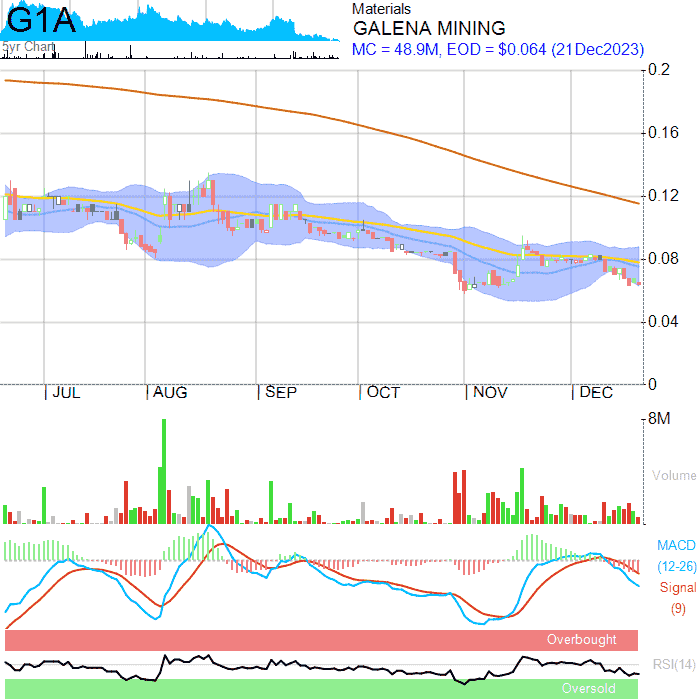 G1A
5yr Chart
Materials
GALENA MINING
MC = 48.9M, EOD = $0.064 (21Dec2023)
0.2
0.16
0.12
0.08
0.04
0
JUL AUG SEP OCT NOV DEC
8M
Volume
MACD
(12-26)
Signal
(9)
Overbought
RSI(14)
Oversold